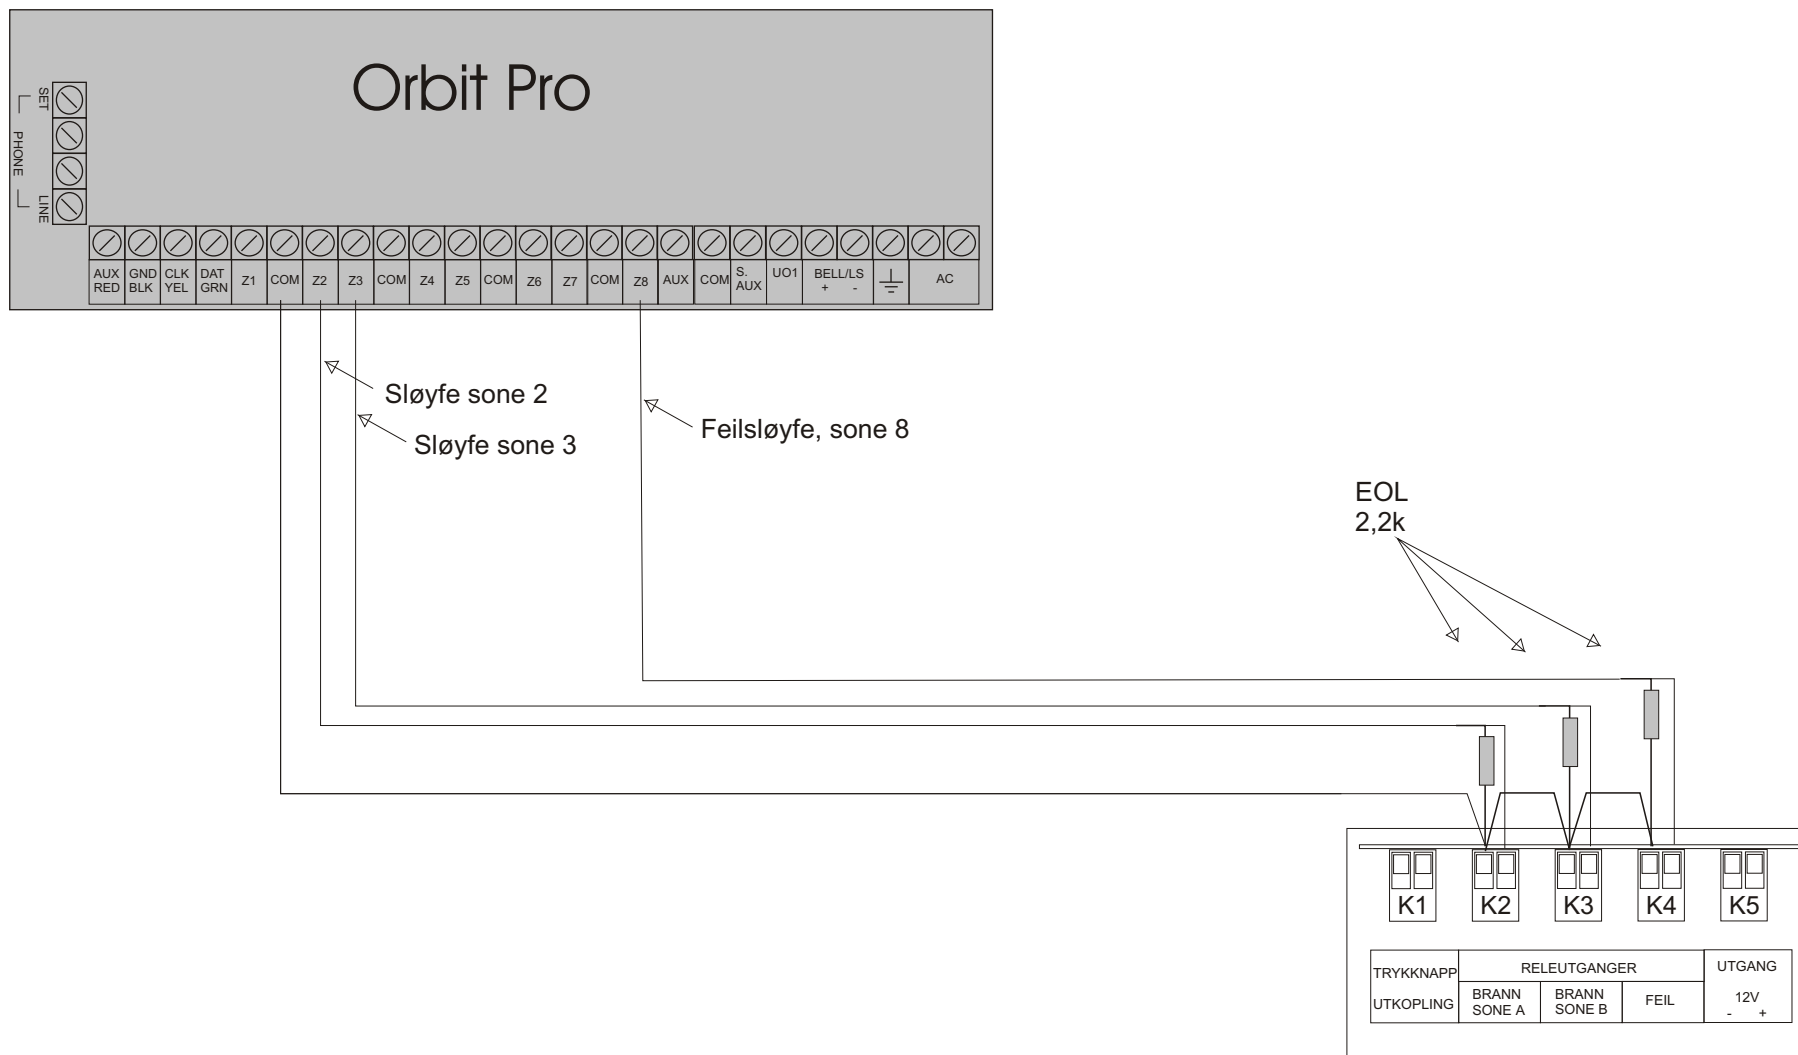 Orbit Pro
SET
PHONE
LINE
AUX RED
GND BLK
CLK YEL
DAT GRN
Z1
COM
Z2
Z3
COM
Z4
Z5
COM
Z6
Z7
COM
Z8
AUX
COM
S. AUX
UO1
BELL/LS
+ -
AC
Sløyfe sone 2
Sløyfe sone 3
Feilsløyfe, sone 8
EOL
2,2k
K1
K2
K3
K4
K5
TRYKKNAPP
UTKOPLING
RELEUTGANGER
BRANN
SONE A
BRANN
SONE B
FEIL
UTGANG
12V
- +